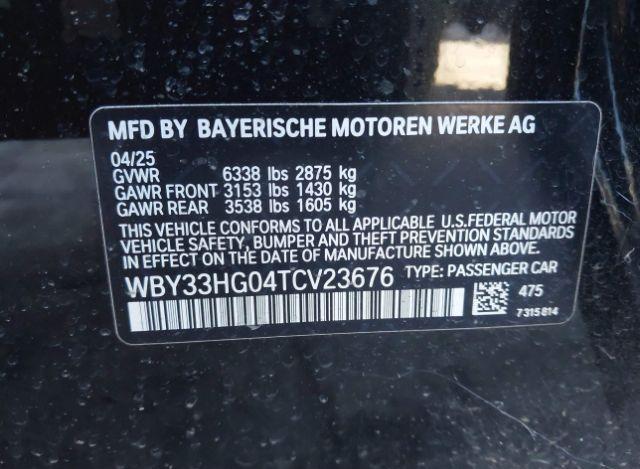 MFD BY BAYERISCHE MOTOREN WERKE AG
04/25
GVWR 6338 lbs 2875 kg
GAWR FRONT 3153 lbs 1430 kg
GAWR REAR 3538 lbs 1605 kg
THIS VEHICLE CONFORMS TO ALL APPLICABLE U.S.FEDERAL MOTOR
VEHICLE SAFETY, BUMPER AND THEFT PREVENTION STANDARDS
IN EFFECT ON THE DATE OF MANUFACTURE SHOWN ABOVE.
WBY33HG04TCV23676 TYPE: PASSENGER CAR
475
7315814